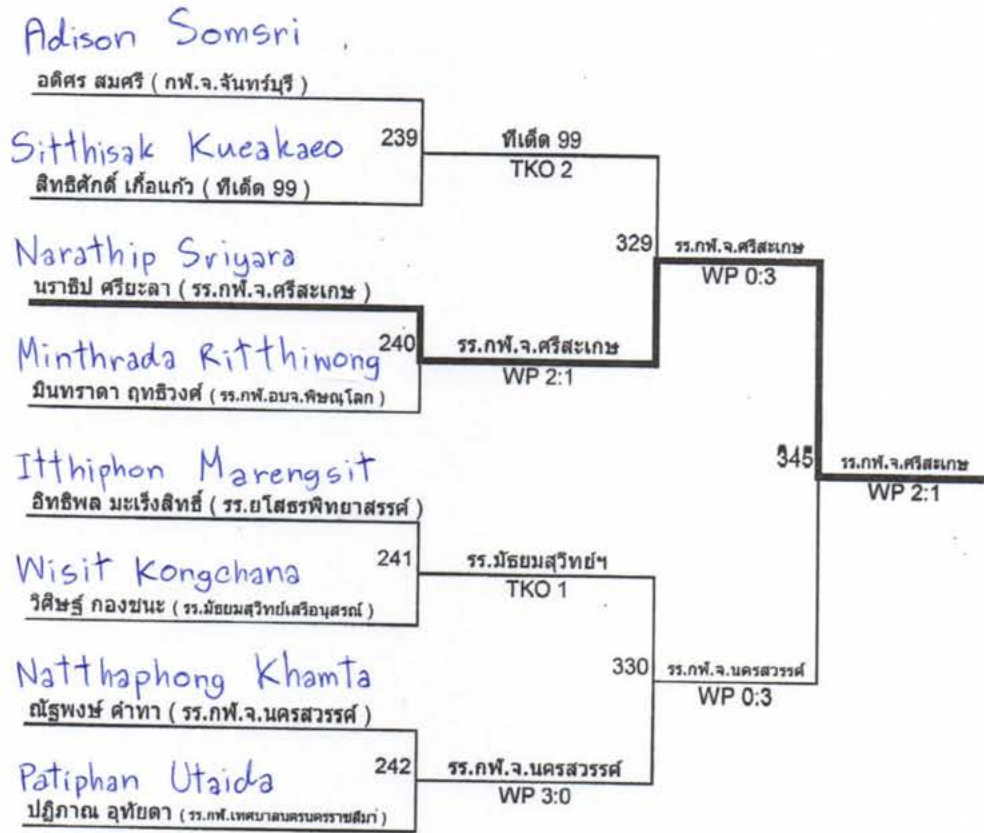 Adison Somsri
อดิศร สมศรี ( กพ.จ.จันทร์บุรี )
239
ทีเด็ด 99
TKO 2
Sitthisak Kueakaeo
สิทธิศักดิ์ เกื้อแก้ว ( ทีเด็ด 99 )
329
รร.กฬ.จ.ศรีสะเกษ
WP 0:3
Narathip Sriyara
นราธิป ศรียะลา ( รร.กฬ.จ.ศรีสะเกษ )
240
รร.กฬ.จ.ศรีสะเกษ
WP 2:1
Minthrada Ritthiwong
มินทราดา ฤทธิวงศ์ ( รร.กฬ.อบจ.พิษณุโลก )
345
รร.กฬ.จ.ศรีสะเกษ
WP 2:1
Itthiphon Marengsit
อิทธิพล มะเร็งสิทธิ์ ( รร.ยโสธรพิทยาสรรค์ )
241
รร.มัธยมสุวิทย์ฯ
TKO 1
Wisit Kongchana
วิศิษฐ์ กองชนะ ( รร.มัธยมสุวิทย์เสรีอนุสรณ์ )
330
รร.กฬ.จ.นครสวรรค์
WP 0:3
Natthaphong Khamta
ณัฐพงษ์ คำทา ( รร.กฬ.จ.นครสวรรค์ )
242
รร.กฬ.จ.นครสวรรค์
WP 3:0
Patiphan Utaida
ปฏิภาณ อุทัยดา ( รร.กฬ.เทศบาลนครนครราชสีมา )